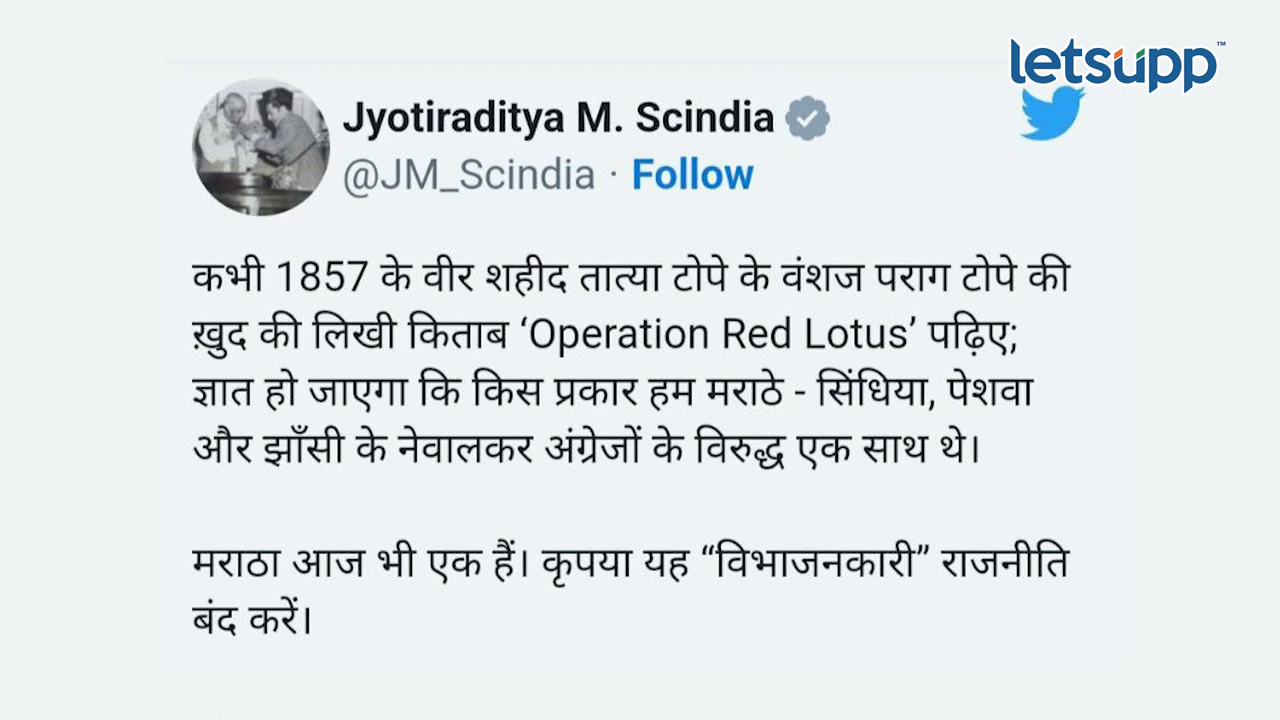 letsupp™
Jyotiraditya M. Scindia
@JM_Scindia · Follow
कभी 1857 के वीर शहीद तात्या टोपे के वंशज पराग टोपे की
ख़ुद की लिखी किताब ‘Operation Red Lotus’ पढ़िए;
ज्ञात हो जाएगा कि किस प्रकार हम मराठे - सिंधिया, पेशवा
और झाँसी के नेवालकर अंग्रेजों के विरुद्ध एक साथ थे।
मराठा आज भी एक हैं। कृपया यह “विभाजनकारी” राजनीति
बंद करें।